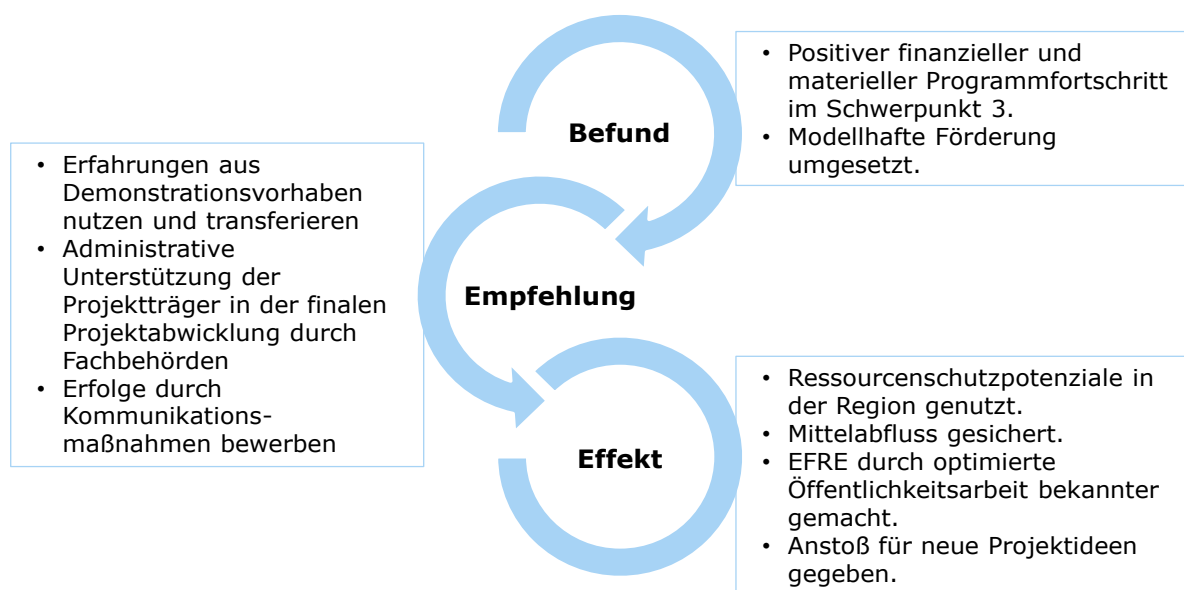 Befund
• Positiver finanzieller und
materieller Programmfortschritt
im Schwerpunkt 3.
• Modellhafte Förderung
umgesetzt.
• Erfahrungen aus
Demonstrationsvorhaben
nutzen und transferieren
• Administrative
Unterstützung der
Projektträger in der finalen
Projektabwicklung durch
Fachbehörden
• Erfolge durch
Kommunikations-
maßnahmen bewerben
Empfehlung
Effekt
• Ressourcenschutzpotenziale in
der Region genutzt.
• Mittelabfluss gesichert.
• EFRE durch optimierte
Öffentlichkeitsarbeit bekannter
gemacht.
• Anstoß für neue Projektideen
gegeben.